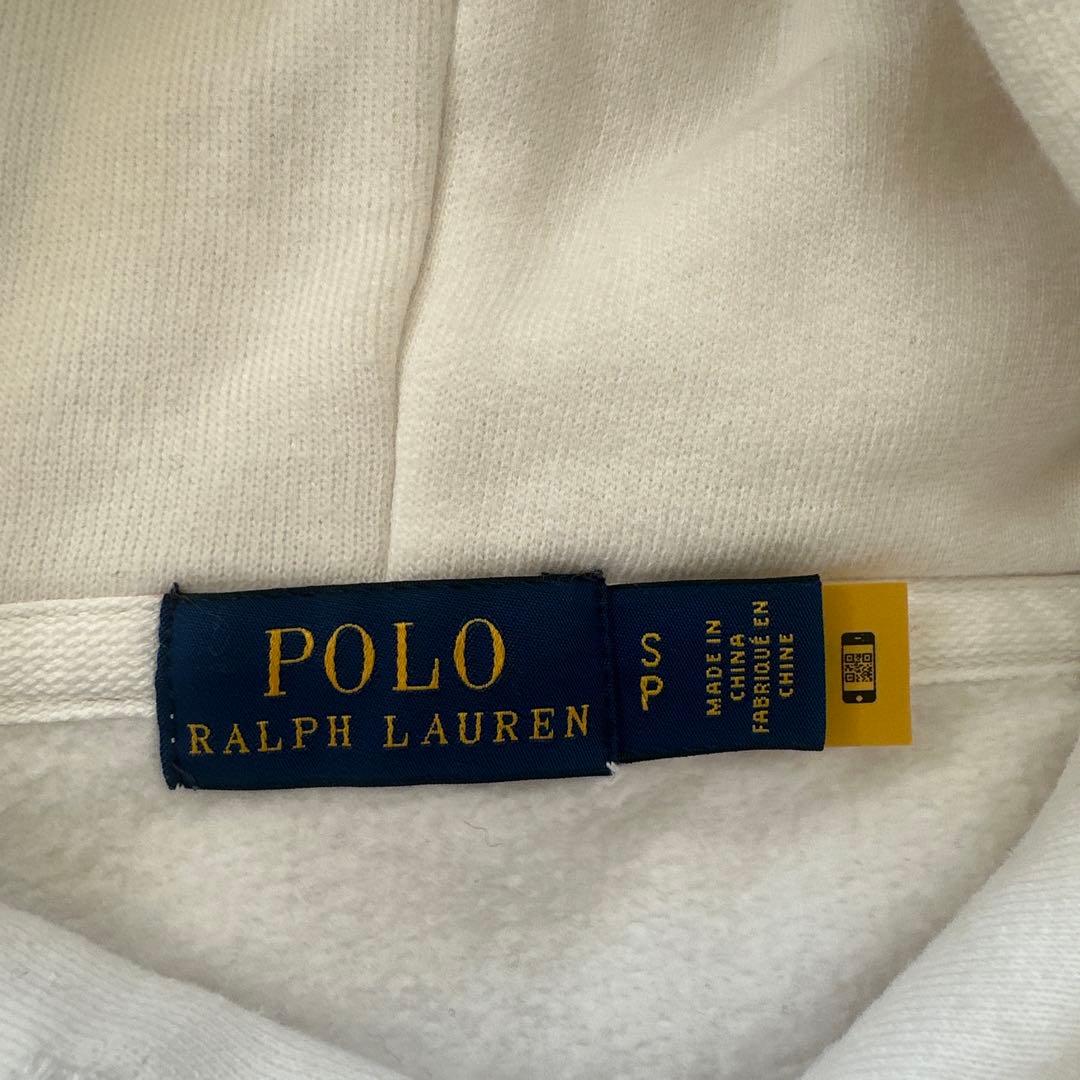 POLO
RALPH LAUREN
S
P
MADE IN
CHINA
FABRIQUÉ EN
CHINE